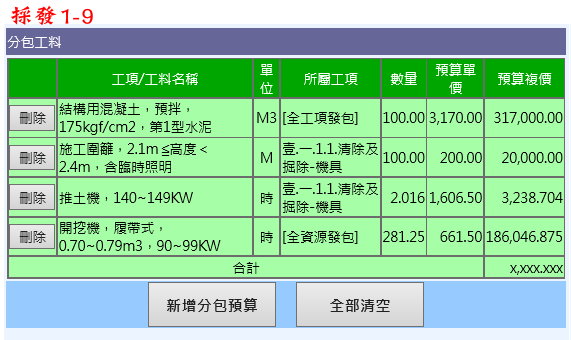 採發1-9
分包工料
工項/工料名稱 單位 所屬工項 數量 預算單價 預算複價
刪除 結構用混凝土，預拌，175kgf/cm2，第1型水泥 M3 [全工項發包] 100.00 3,170.00 317,000.00
刪除 施工圍籬，2.1m≦高度＜2.4m，含臨時照明 M 壹.一.1.1.清除及掘除-機具 100.00 200.00 20,000.00
刪除 推土機，140~149KW 時 壹.一.1.1.清除及掘除-機具 2.016 1,606.50 3,238.704
刪除 開挖機，履帶式，0.70~0.79m3，90~99KW 時 [全資源發包] 281.25 661.50 186,046.875
合計 x,xxx.xxx
新增分包預算 全部清空